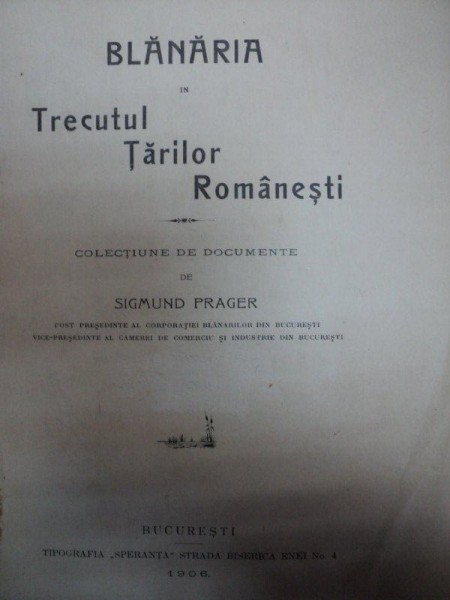 BLĂNĂRIA
IN
Trecutul
Ţărilor
Româneşti
COLECŢIUNE DE DOCUMENTE
DE
SIGMUND PRAGER
FOST PREŞEDINTE AL CORPORAŢIEI BLĂNARILOR DIN BUCUREŞTI
VICE-PREŞEDINTE AL CAMEREI DE COMERCIU ŞI INDUSTRIE DIN BUCUREŞTI
BUCUREŞTI
TIPOGRAFIA „SPERANŢA“ STRADA BISERICA ENEI No. 4
1906.